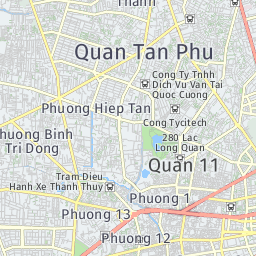 Thanh
Quan Tan Phu
Cong Ty Tnhh
Dich Vu Van Tai
Quoc Cuong
Phuong Hiep Tan
Cong Tycitech
huong Binh
Tri Dong
280 Lac
Long Quan
Quan 11
Tram Dieu
Hanh Xe Thanh Thuy
Phuong 1
Phuong 13
Phuong 12